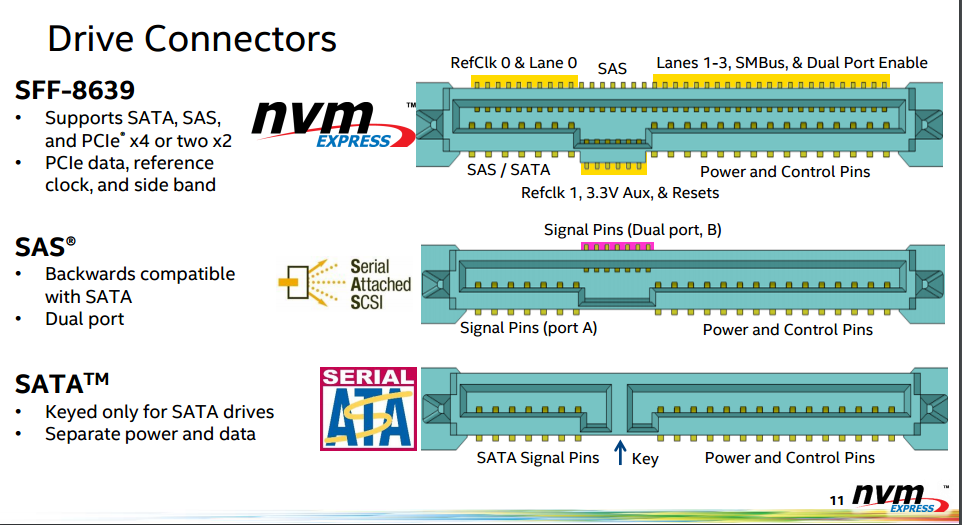 Drive Connectors
SFF-8639
• Supports SATA, SAS,
and PCIe® x4 or two x2
• PCIe data, reference
clock, and side band
nvm™
EXPRESS
RefClk 0 & Lane 0
SAS
Lanes 1-3, SMBus, & Dual Port Enable
SAS / SATA
Power and Control Pins
Refclk 1, 3.3V Aux, & Resets
SAS®
• Backwards compatible
with SATA
• Dual port
Serial
Attached
SCSI
Signal Pins (Dual port, B)
Signal Pins (port A)
Power and Control Pins
SATA™
• Keyed only for SATA drives
• Separate power and data
SERIAL
ATA
SATA Signal Pins
Key
Power and Control Pins
11
nvm™
EXPRESS